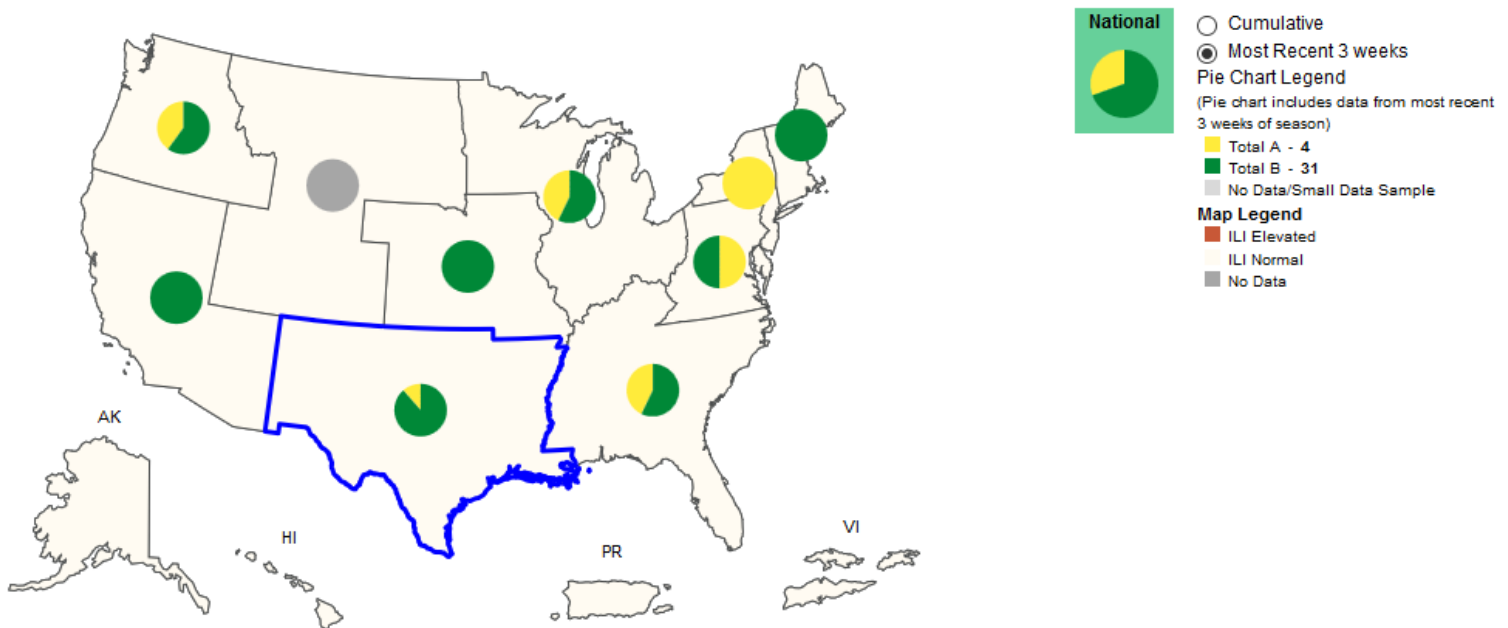 National
Cumulative
Most Recent 3 weeks
Pie Chart Legend
(Pie chart includes data from most recent
3 weeks of season)
Total A - 4
Total B - 31
No Data/Small Data Sample
Map Legend
ILI Elevated
ILI Normal
No Data
AK
HI
PR
VI